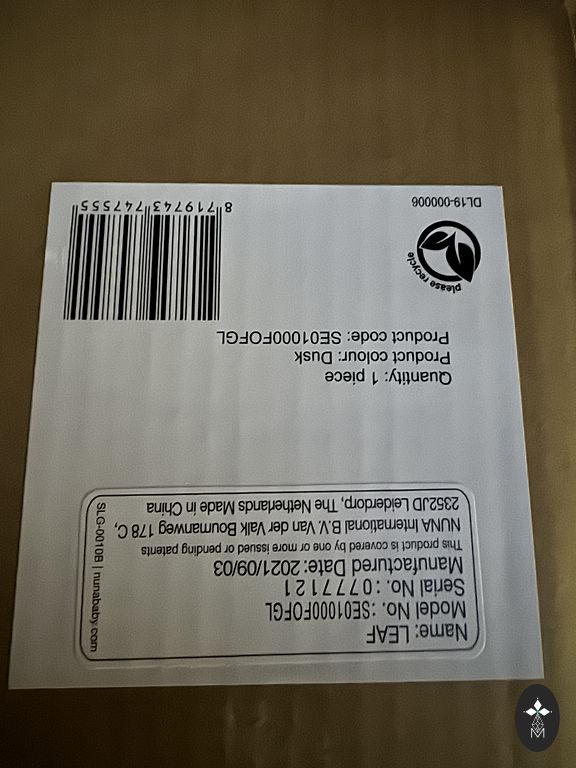 Name: LEAF
Model No. :SE01000FOFGL
Serial No. :077121
Manufactured Date: 2021/09/03
This product is covered by one or more issued or pending patents
NUNA International B.V. Van der Valk Boumanweg 178 C,
2352JD Leiderdorp, The Netherlands Made in China
SLG-0010B | nunababy.com
Quantity: 1 piece
Product colour: Dusk
Product code: SE01000FOFGL
please recycle
DL19-000006
8 719743 747555
M